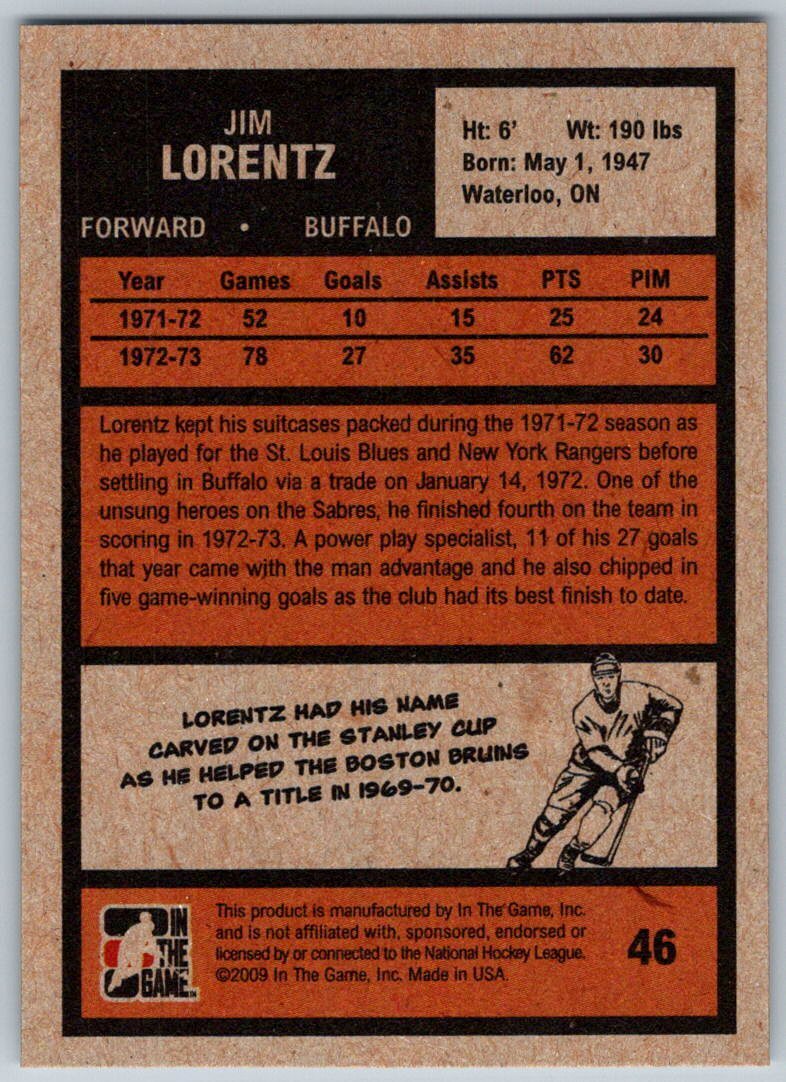 JIM
LORENTZ
FORWARD • BUFFALO
Ht: 6' Wt: 190 lbs
Born: May 1, 1947
Waterloo, ON
Year Games Goals Assists PTS PIM
1971-72 52 10 15 25 24
1972-73 78 27 35 62 30
Lorentz kept his suitcases packed during the 1971-72 season as
he played for the St. Louis Blues and New York Rangers before
settling in Buffalo via a trade on January 14, 1972. One of the
unsung heroes on the Sabres, he finished fourth on the team in
scoring in 1972-73. A power play specialist, 11 of his 27 goals
that year came with the man advantage and he also chipped in
five game-winning goals as the club had its best finish to date.
LORENTZ HAD HIS NAME
CARVED ON THE STANLEY CUP
AS HE HELPED THE BOSTON BRUINS
TO A TITLE IN 1969-70.
IN
THE
GAME
This product is manufactured by In The Game, Inc.
and is not affiliated with, sponsored, endorsed or
licensed by or connected to the National Hockey League.
©2009 In The Game, Inc. Made in USA.
46